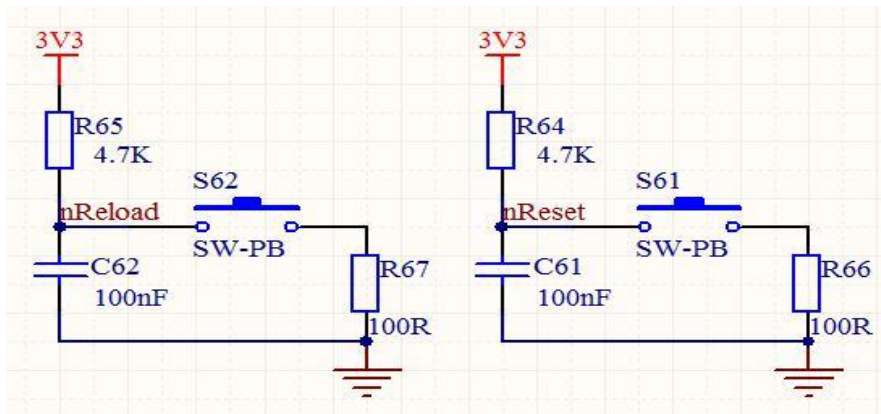 3V3
R65
4.7K
S62
nReload
SW-PB
C62
100nF
R67
100R
3V3
R64
4.7K
S61
nReset
SW-PB
C61
100nF
R66
100R